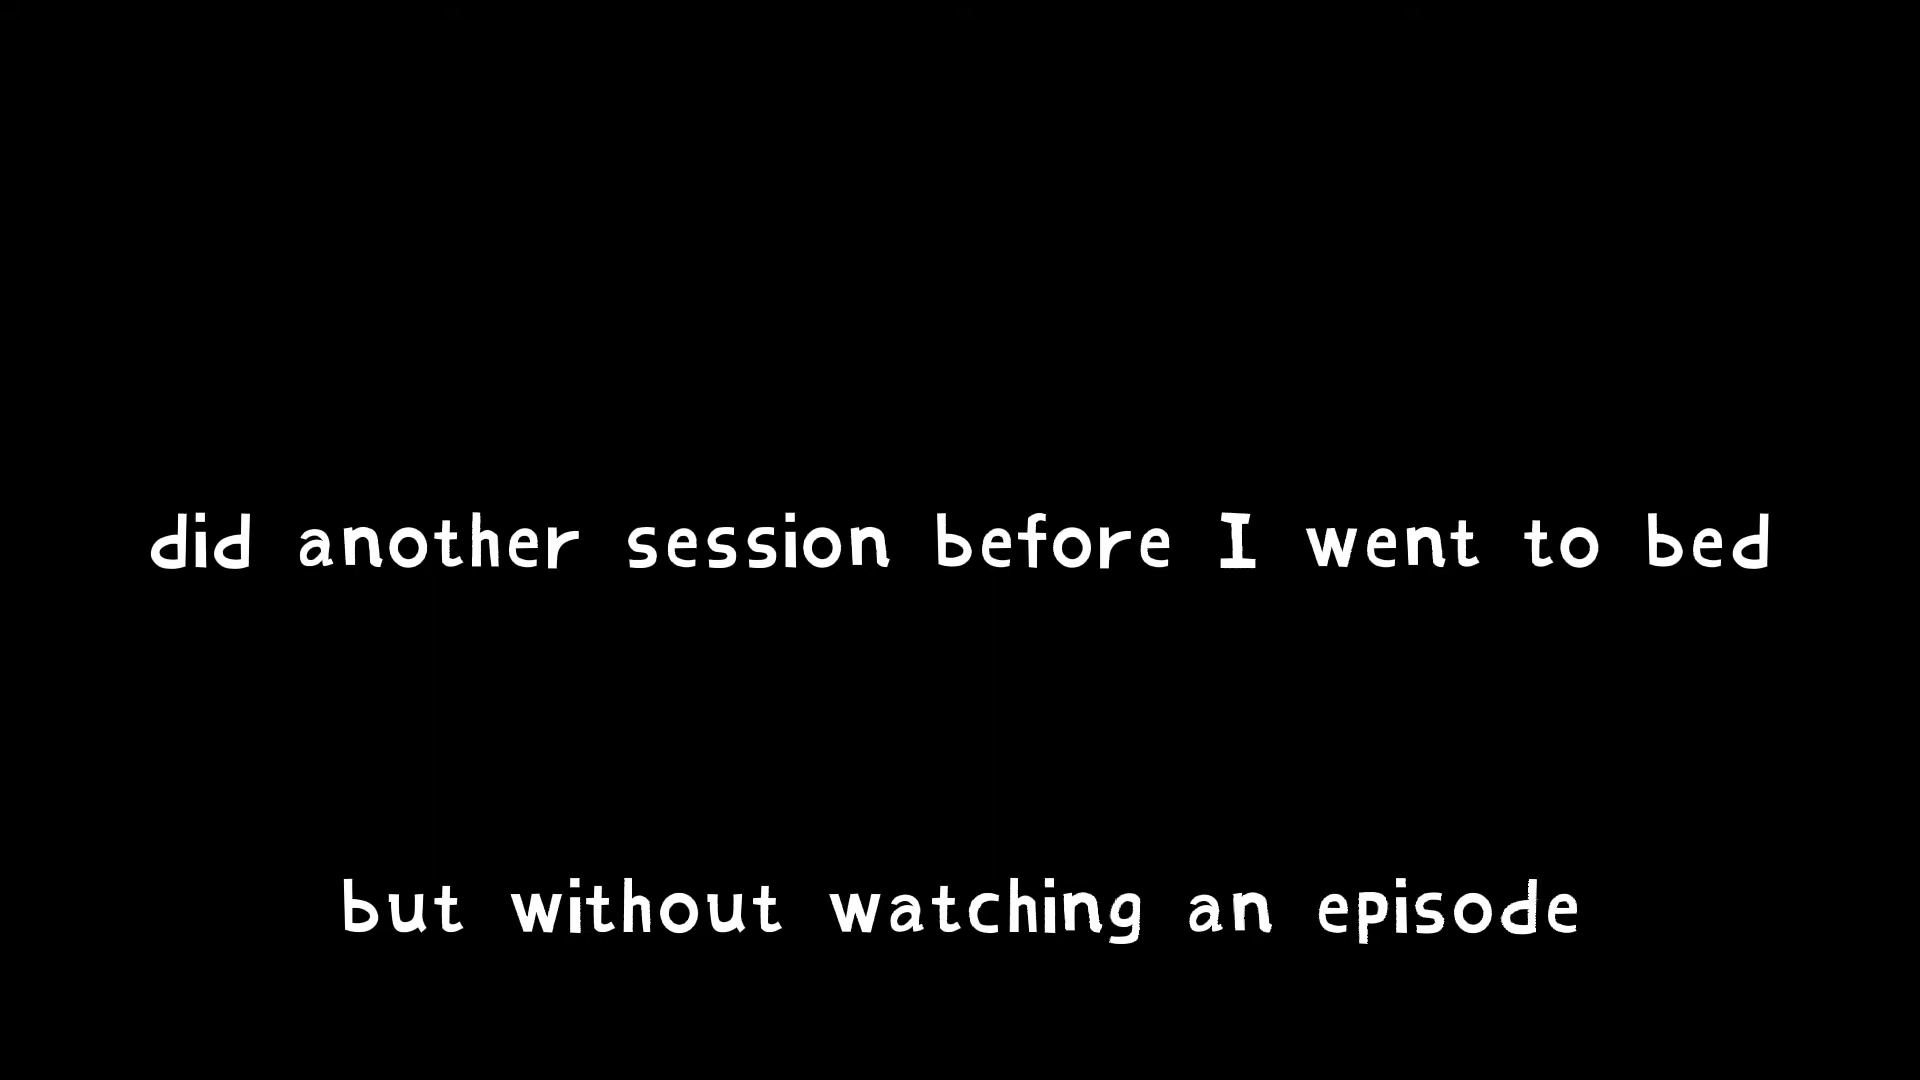 did another session before I went to bed
but without watching an episode